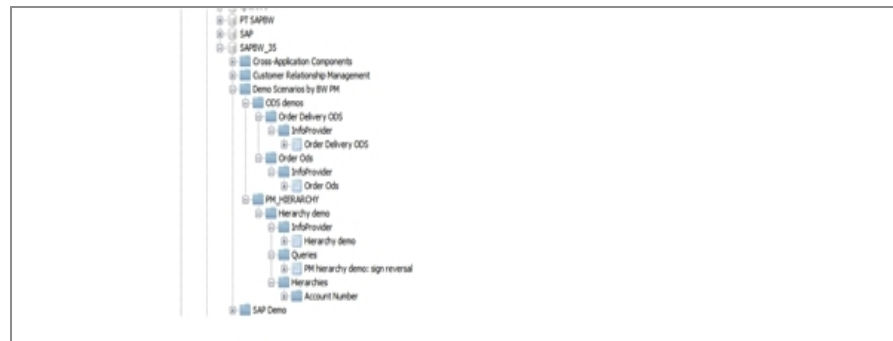 PT SAPBW
SAP
SAPBW_35
Cross-Application Components
Customer Relationship Management
Demo Scenarios by BW PM
ODS demos
Order Delivery ODS
InfoProvider
Order Delivery ODS
Order Ods
InfoProvider
Order Ods
PM_HIERARCHY
Hierarchy demo
InfoProvider
Hierarchy demo
Queries
PM hierarchy demo: sign reversal
Hierarchies
Account Number
SAP Demo